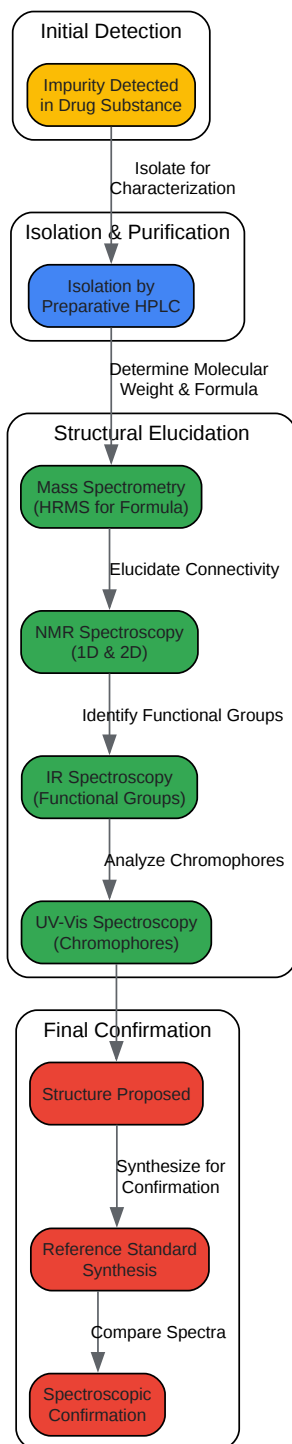 Initial Detection
Impurity Detected
in Drug Substance
Isolate for
Characterization
Isolation & Purification
Isolation by
Preparative HPLC
Determine Molecular
Weight & Formula
Structural Elucidation
Mass Spectrometry
(HRMS for Formula)
Elucidate Connectivity
NMR Spectroscopy
(1D & 2D)
Identify Functional Groups
IR Spectroscopy
(Functional Groups)
Analyze Chromophores
UV-Vis Spectroscopy
(Chromophores)
Final Confirmation
Structure Proposed
Synthesize for
Confirmation
Reference Standard
Synthesis
Compare Spectra
Spectroscopic
Confirmation